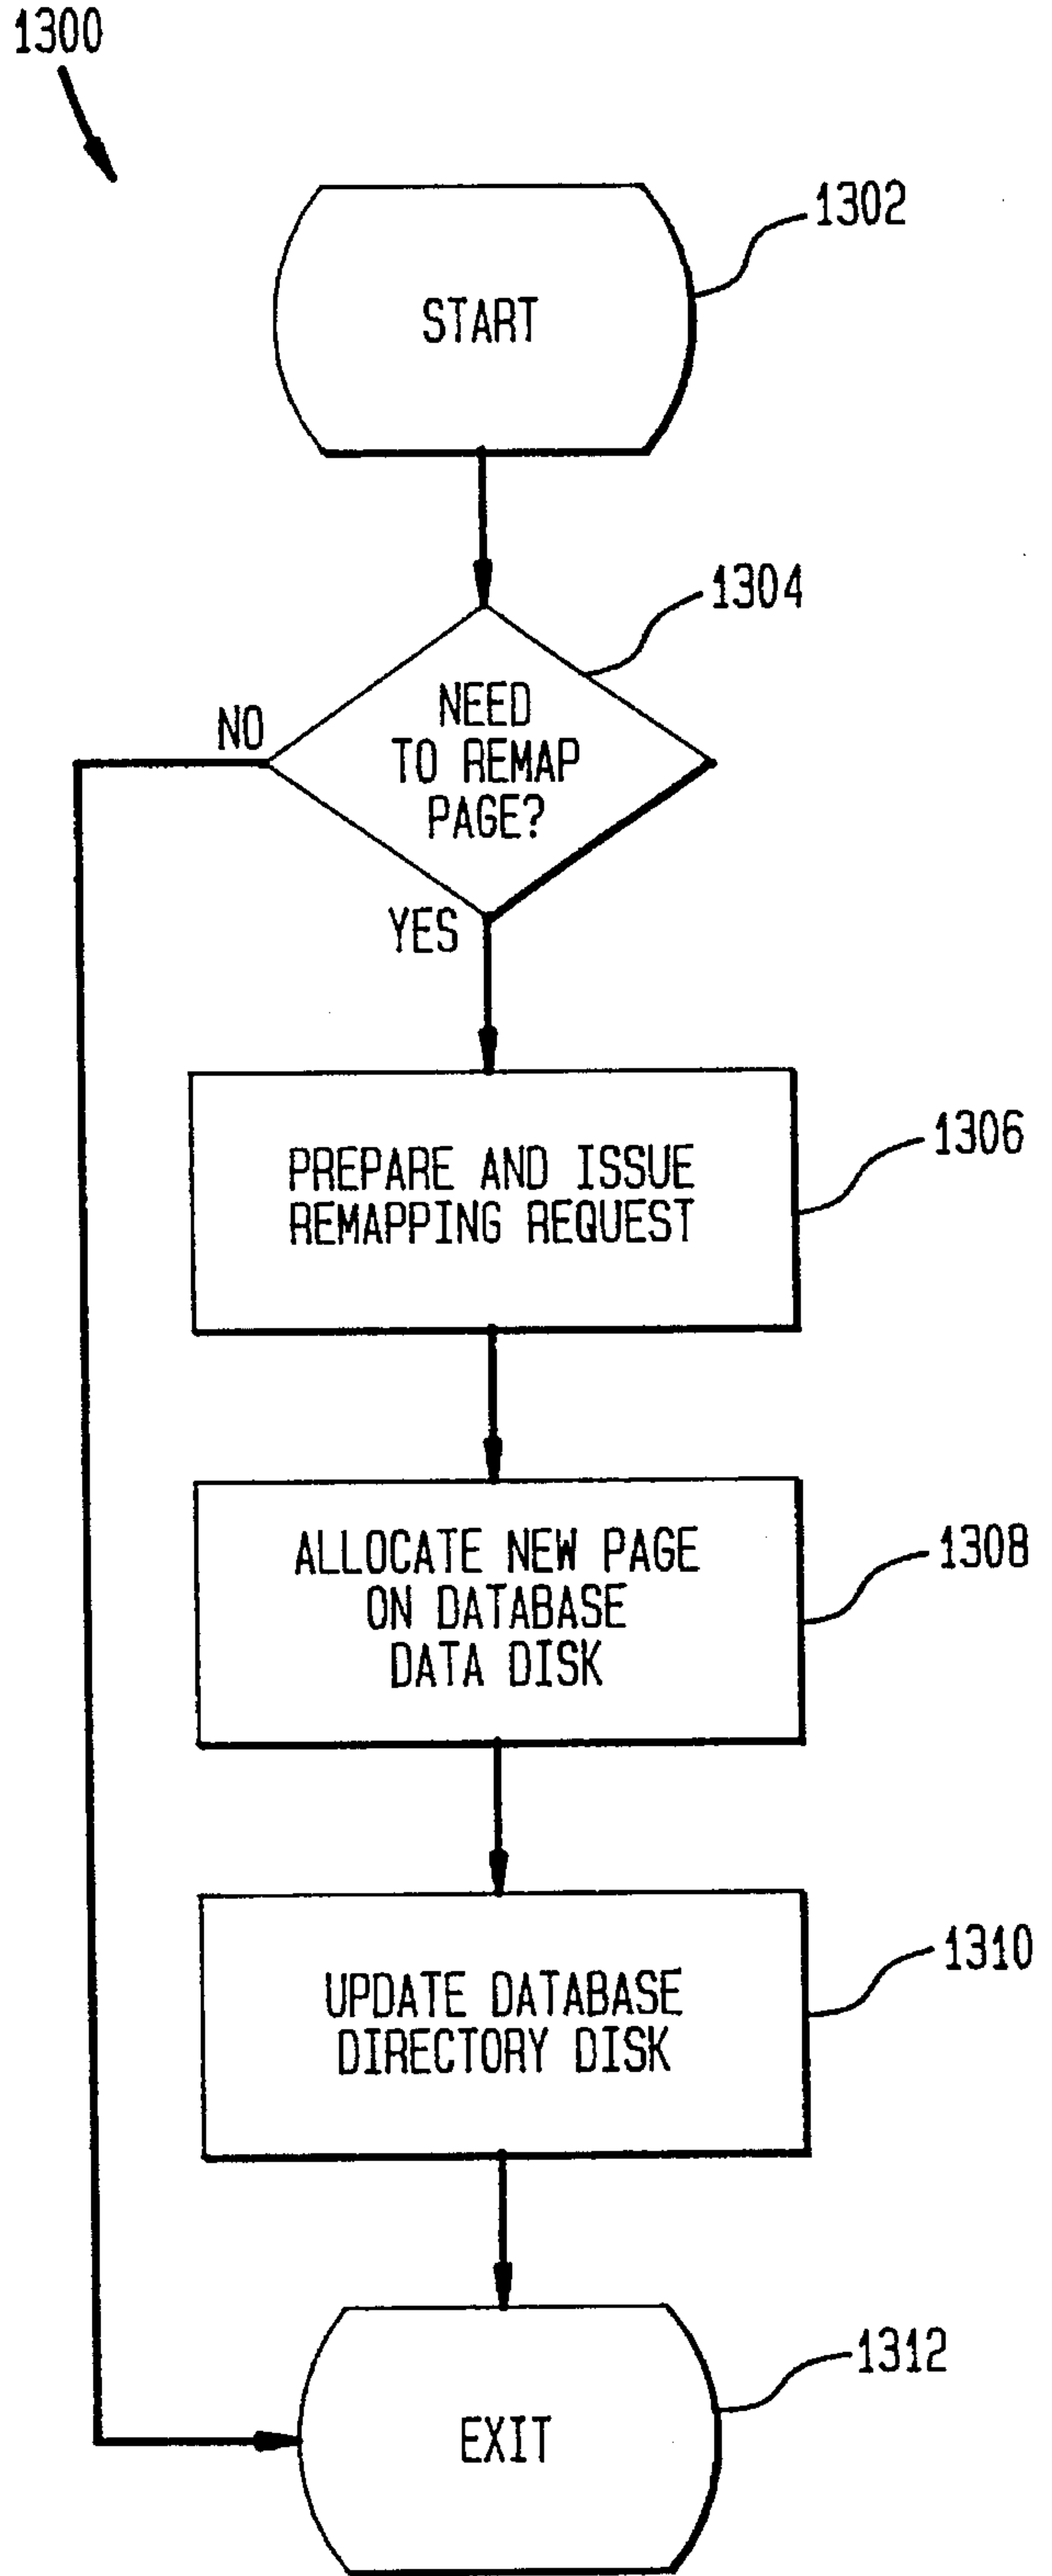 1300
1302
START
1304
NEED
TO REMAP
PAGE?
NO
YES
1306
PREPARE AND ISSUE
REMAPPING REQUEST
1308
ALLOCATE NEW PAGE
ON DATABASE
DATA DISK
1310
UPDATE DATABASE
DIRECTORY DISK
1312
EXIT